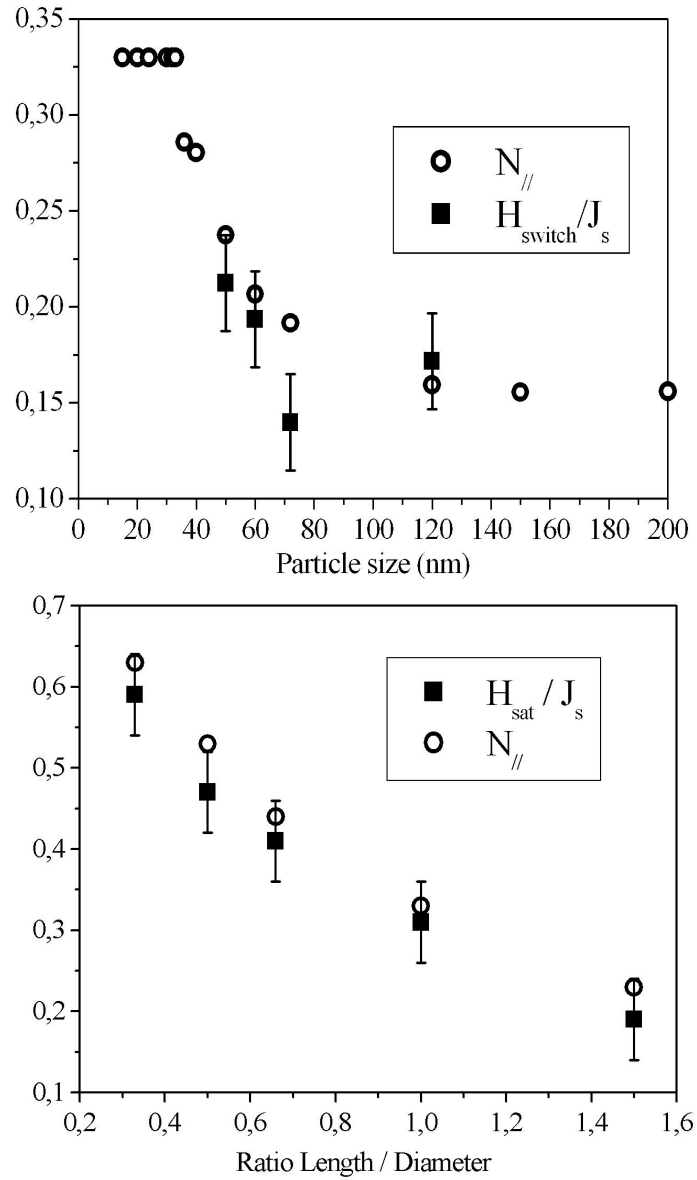 0,35
0,30
0,25
0,20
0,15
0,10
N//
Hswitch/Js
0 20 40 60 80 100 120 140 160 180 200
Particle size (nm)
0,7
0,6
0,5
0,4
0,3
0,2
0,1
Hsat / Js
N//
0,2 0,4 0,6 0,8 1,0 1,2 1,4 1,6
Ratio Length / Diameter